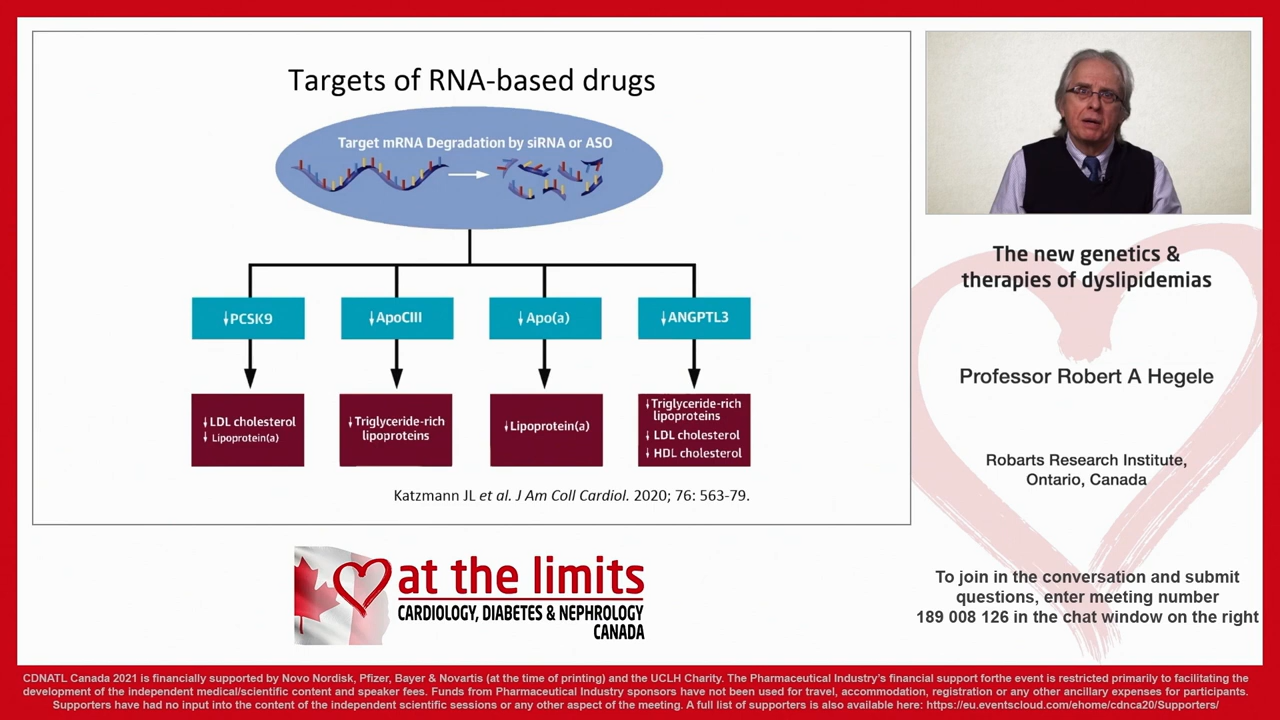 Targets of RNA-based drugs
Target mRNA Degradation by siRNA or ASO
↓PCSK9
↓ApoCIII
↓Apo(a)
↓ANGPTL3
↓LDL cholesterol
↓ Lipoprotein(a)
↓Triglyceride-rich
lipoproteins
↓Lipoprotein(a)
↓Triglyceride-rich
lipoproteins
↓ LDL cholesterol
↓ HDL cholesterol
Katzmann JL et al. J Am Coll Cardiol. 2020; 76: 563-79.
The new genetics &
therapies of dyslipidemias
Professor Robert A Hegele
Robarts Research Institute,
Ontario, Canada
at the limits
CARDIOLOGY, DIABETES & NEPHROLOGY
CANADA
To join in the conversation and submit
questions, enter meeting number
189 008 126 in the chat window on the right
CDNATL Canada 2021 is financially supported by Novo Nordisk, Pfizer, Bayer & Novartis (at the time of printing) and the UCLH Charity. The Pharmaceutical Industry's financial support forthe event is restricted primarily to facilitating the
development of the independent medical/scientific content and speaker fees. Funds from Pharmaceutical Industry sponsors have not been used for travel, accommodation, registration or any other ancillary expenses for participants.
Supporters have had no input into the content of the independent scientific sessions or any other aspect of the meeting. A full list of supporters is also available here: https://eu.eventscloud.com/ehome/cdnca20/Supporters/